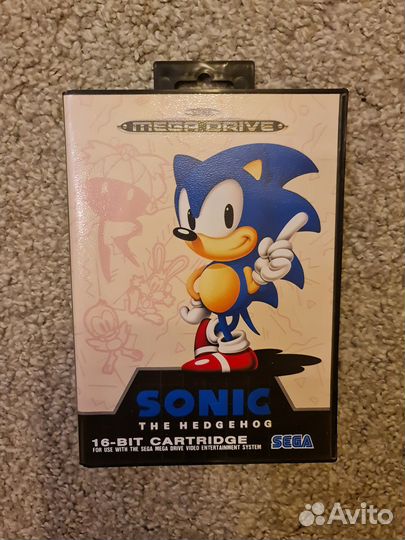 MEGA DRIVE
SONIC
THE HEDGEHOG
16-BIT CARTRIDGE
FOR USE WITH THE SEGA MEGA DRIVE VIDEO ENTERTAINMENT SYSTEM
SEGA
Avito